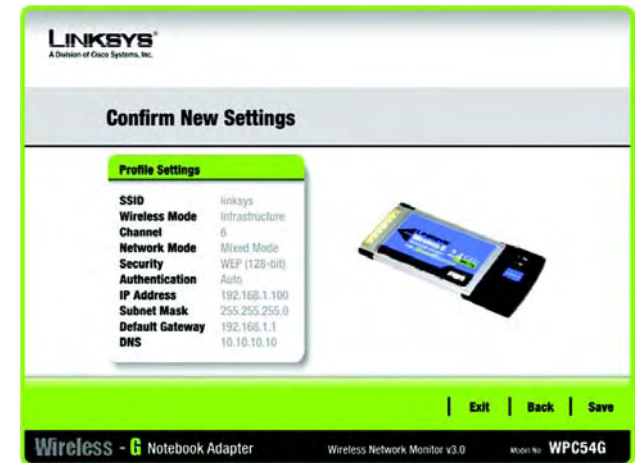 LINKSYS®
A Division of Cisco Systems, Inc.
Confirm New Settings
Profile Settings
SSID linksys
Wireless Mode Infrastructure
Channel 6
Network Mode Mixed Mode
Security WEP (128-bit)
Authentication Auto
IP Address 192.168.1.100
Subnet Mask 255.255.255.0
Default Gateway 192.168.1.1
DNS 10.10.10.10
LINKSYS
Wireless-G
Exit | Back | Save
Wireless - G Notebook Adapter Wireless Network Monitor v3.0 Model No WPC54G